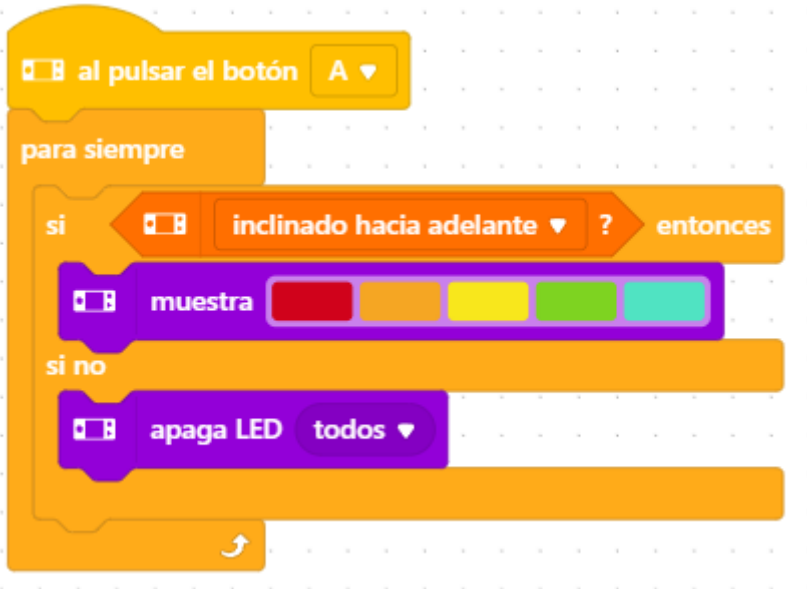 al pulsar el botón A
para siempre
si inclinado hacia adelante ? entonces
muestra
si no
apaga LED todos